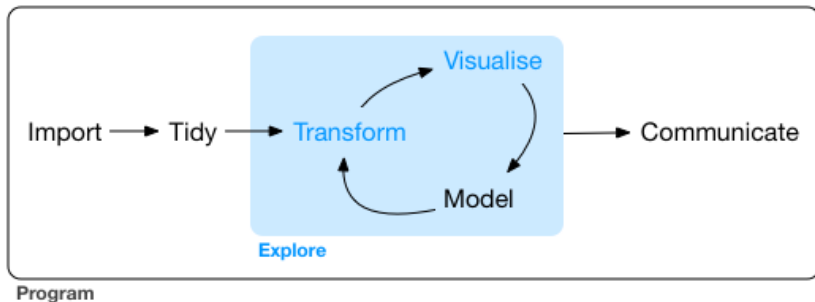 Import
Tidy
Transform
Visualise
Model
Communicate
Explore
Program